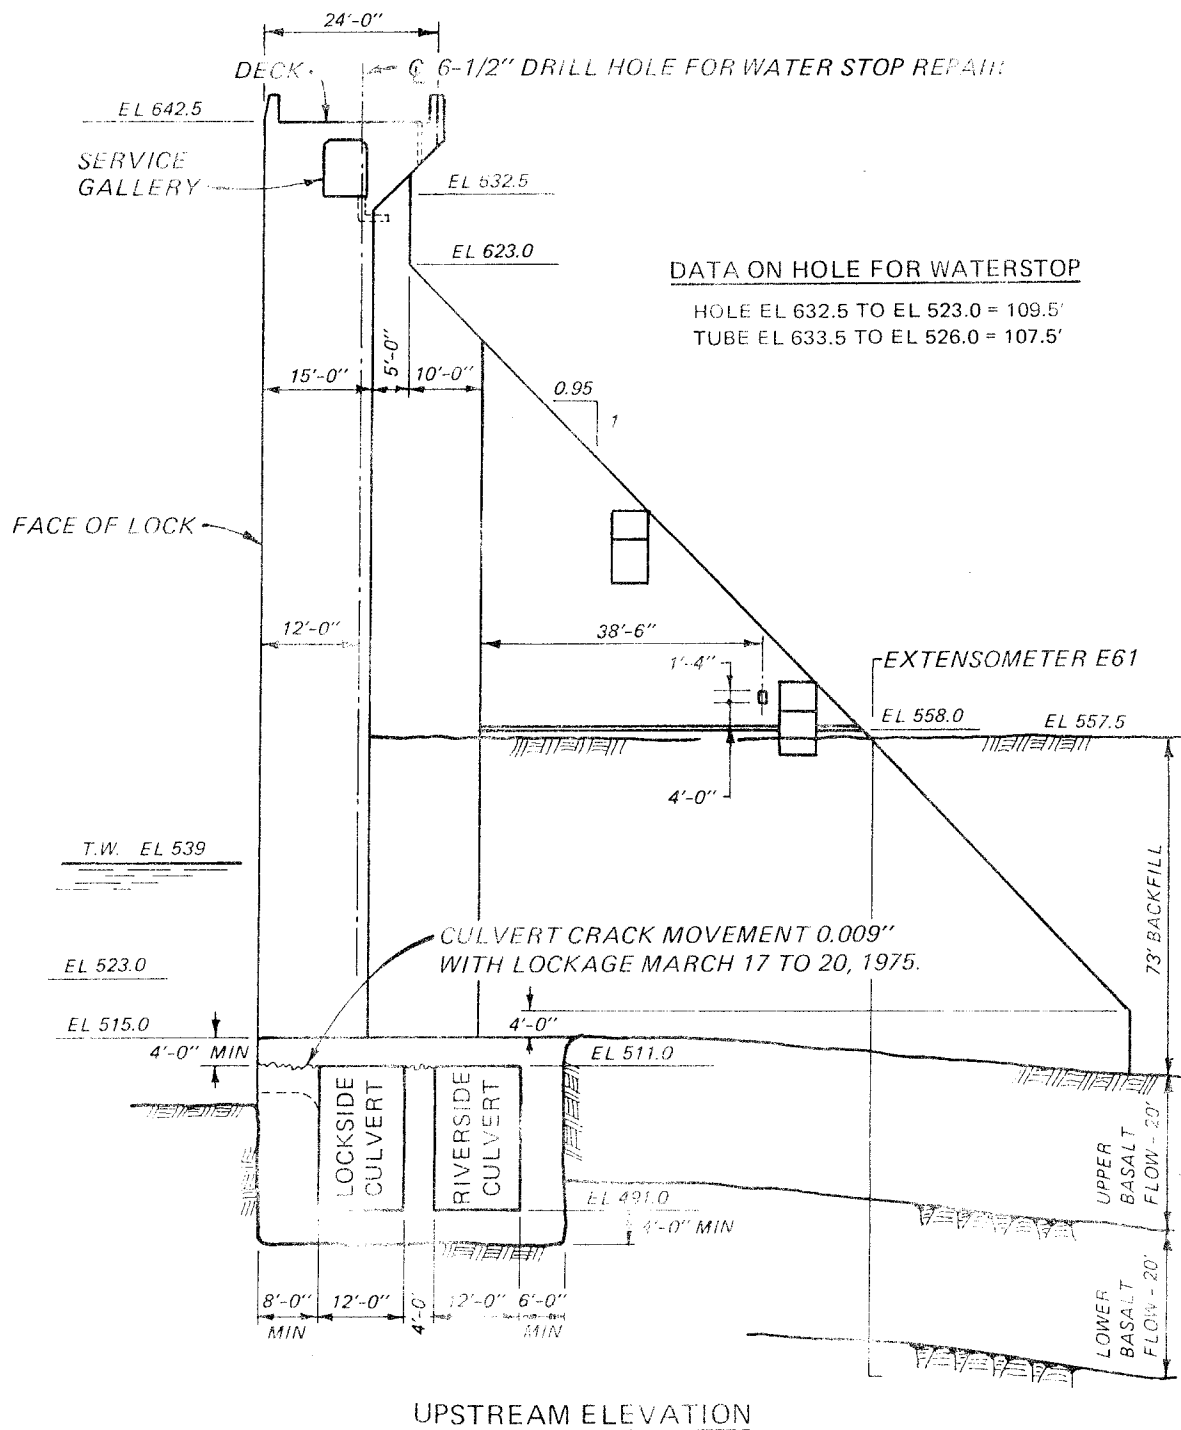 24'-0"
DECK
℄ 6-1/2" DRILL HOLE FOR WATER STOP REPAIR
EL 642.5
SERVICE
GALLERY
EL 632.5
EL 623.0
DATA ON HOLE FOR WATERSTOP
HOLE EL 632.5 TO EL 523.0 = 109.5'
TUBE EL 633.5 TO EL 526.0 = 107.5'
15'-0"
5'-0"
10'-0"
0.95
1
FACE OF LOCK
12'-0"
38'-6"
1'-4"
EXTENSOMETER E61
EL 558.0
EL 557.5
4'-0"
T.W. EL 539
73' BACKFILL
CULVERT CRACK MOVEMENT 0.009"
WITH LOCKAGE MARCH 17 TO 20, 1975.
EL 523.0
EL 515.0
4'-0"
4'-0" MIN
EL 511.0
LOCKSIDE
CULVERT
RIVERSIDE
CULVERT
UPPER
BASALT
FLOW - 20'
EL 491.0
4'-0" MIN
8'-0"
MIN
12'-0"
4'-0
12'-0"
6'-0"
MIN
LOWER
BASALT
FLOW - 20'
UPSTREAM ELEVATION